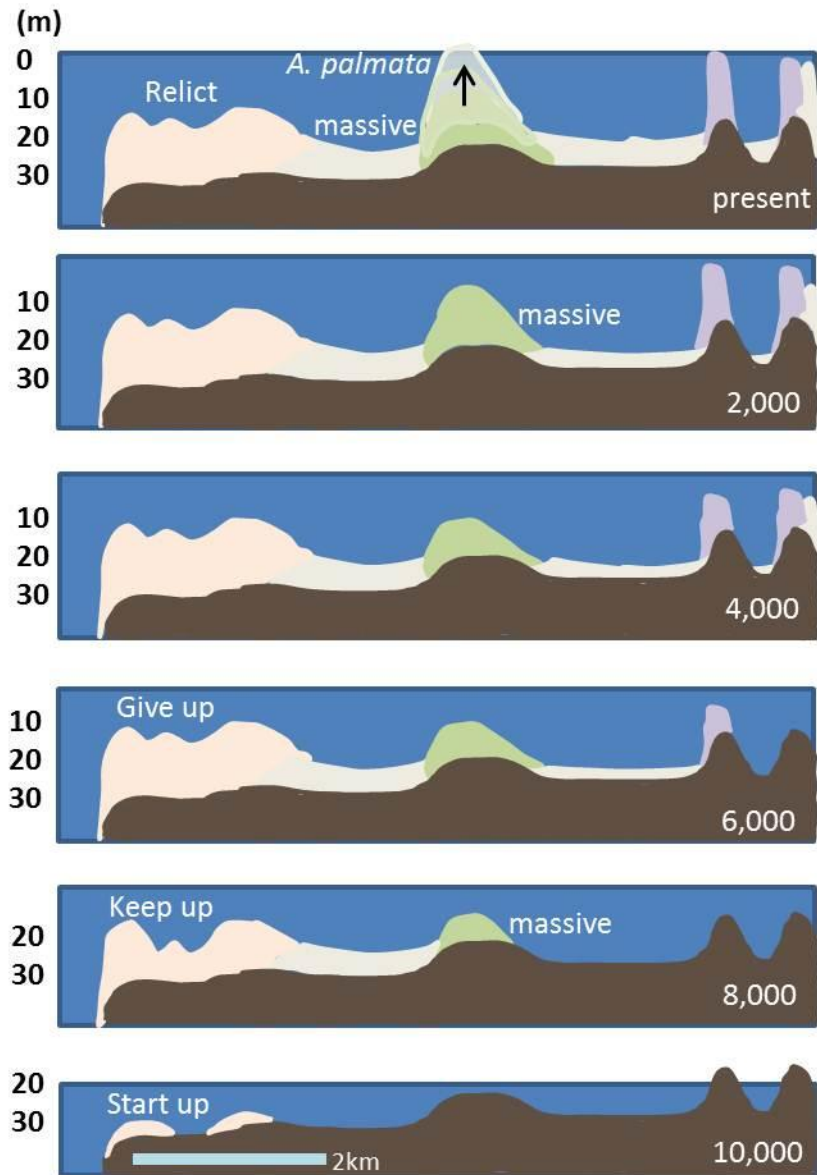 (m)
0
10
20
30
A. palmata
Relict
massive
present
10
20
30
massive
2,000
10
20
30
4,000
10
20
30
Give up
6,000
20
30
Keep up
massive
8,000
20
30
Start up
2km
10,000